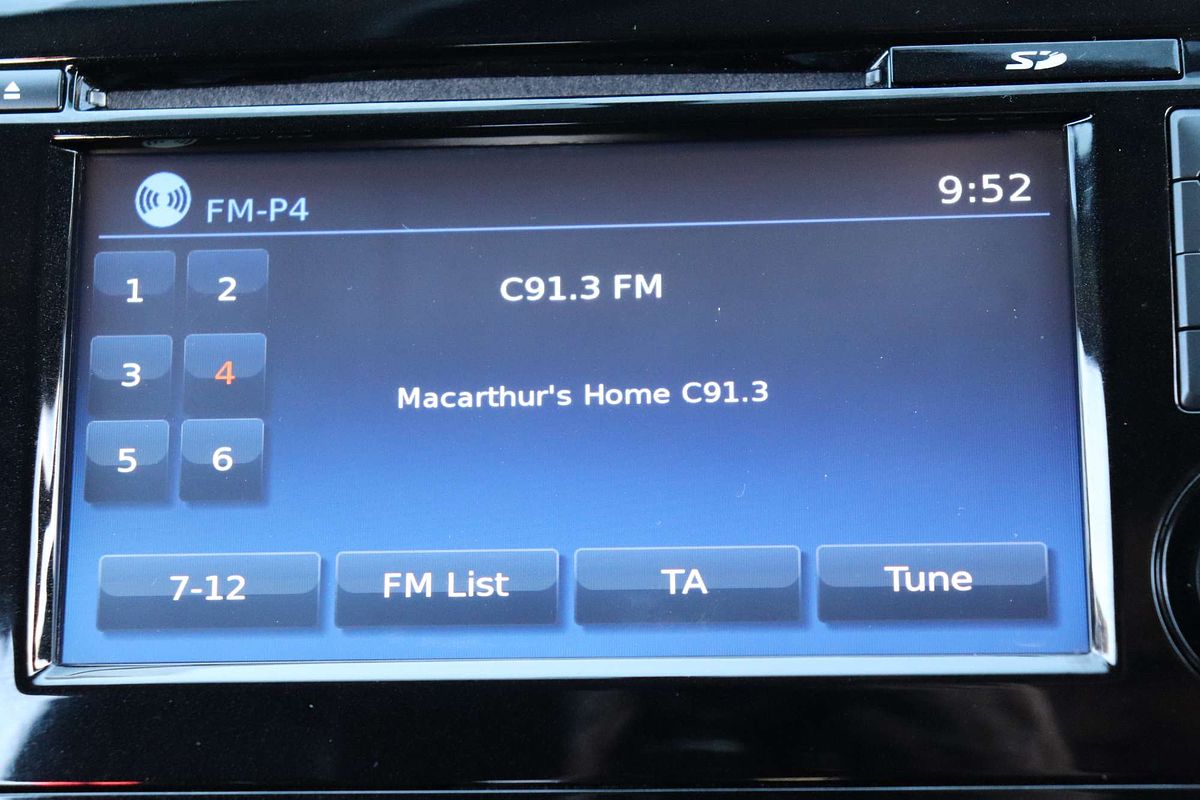 SD
FM-P4
9:52
1
2
C91.3 FM
3
4
Macarthur's Home C91.3
5
6
7-12
FM List
TA
Tune